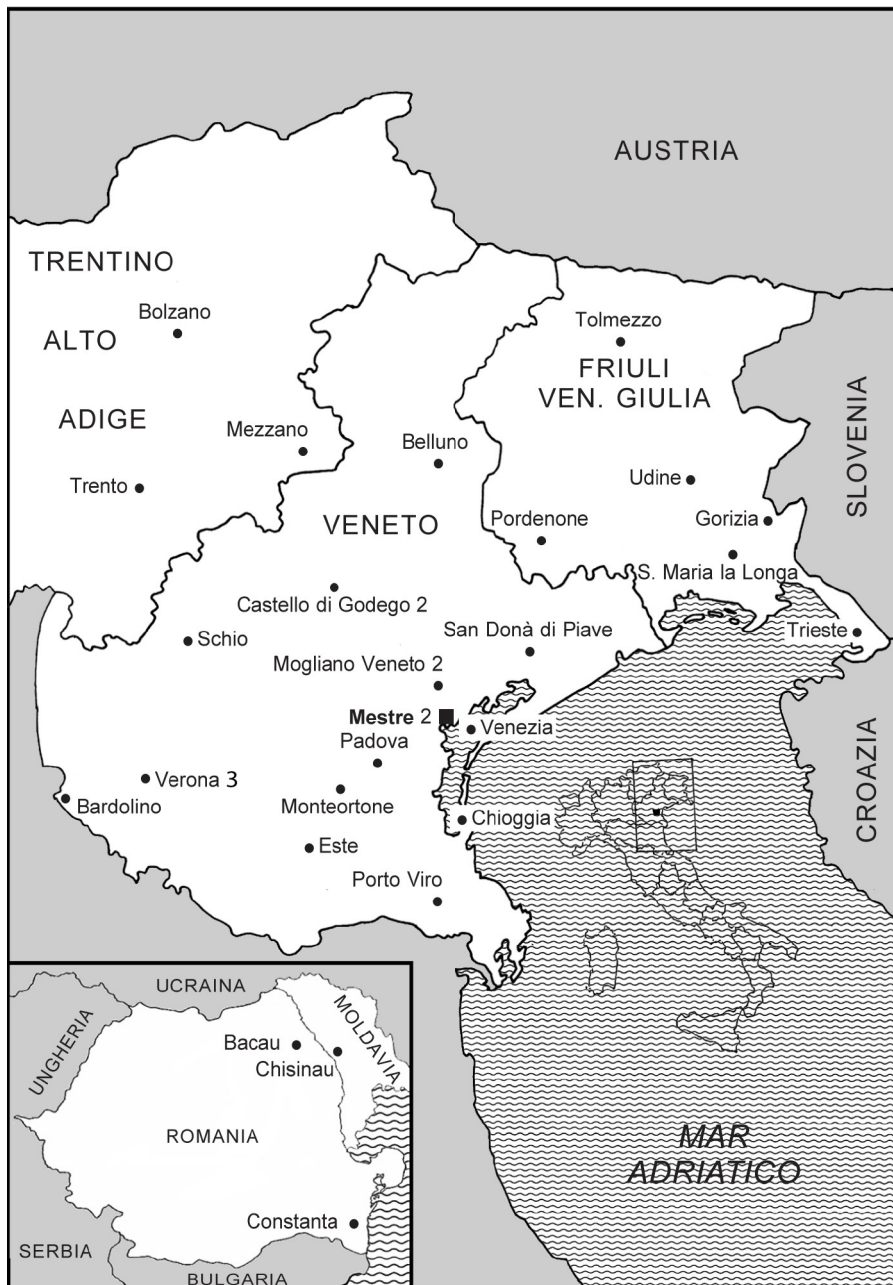 AUSTRIA
TRENTINO
ALTO
ADIGE
Bolzano
Tolmezzo
FRIULI
VEN. GIULIA
SLOVENIA
Mezzano
Belluno
Trento
Udine
VENETO
Pordenone
Gorizia
S. Maria la Longa
Castello di Godego 2
Schio
San Donà di Piave
Trieste
Mogliano Veneto 2
Mestre 2
Venezia
Padova
CROAZIA
Verona 3
Bardolino
Monteortone
Chioggia
Este
Porto Viro
MAR
ADRIATICO
UCRAINA
UNGHERIA
MOLDAVIA
Bacau
Chisinau
ROMANIA
Constanta
SERBIA
BULGARIA